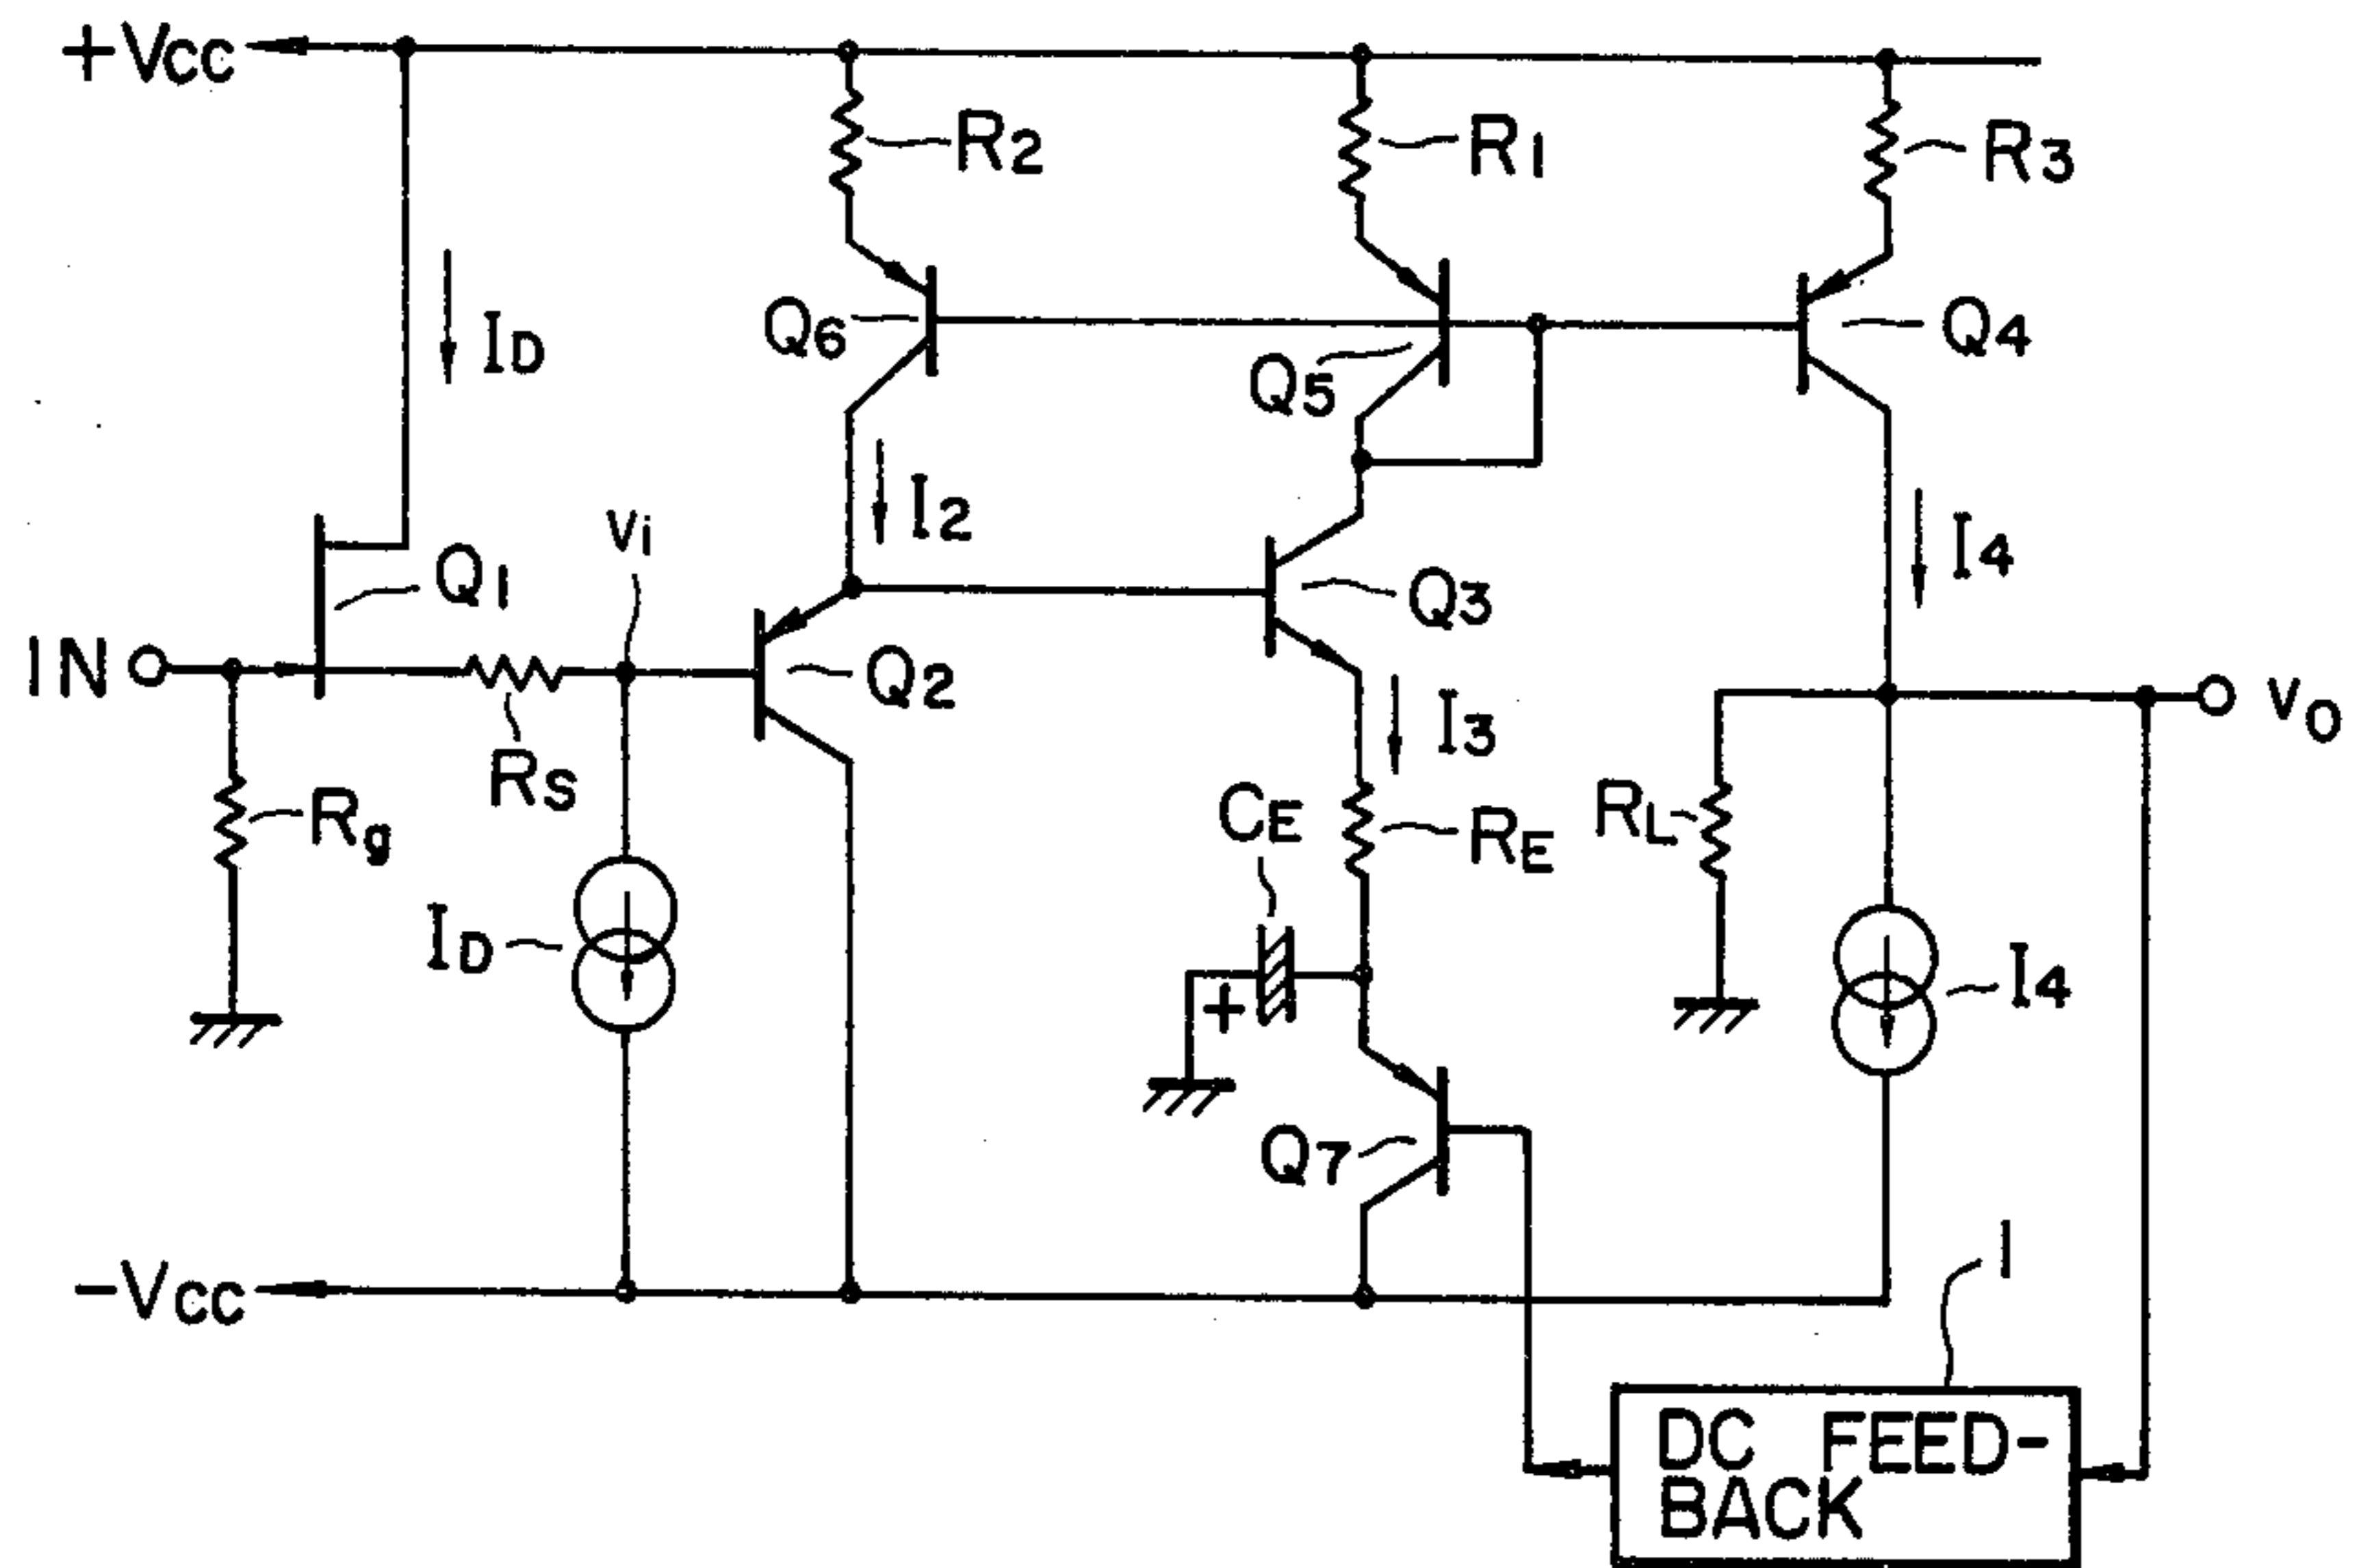 +Vcc
R2
R1
R3
ID
Q6
Q5
Q4
I2
I4
vi
Q1
Q3
IN
Q2
I3
vo
Rs
Rg
CE
RE
RL
ID
+
I4
Q7
1
-Vcc
DC FEED-
BACK